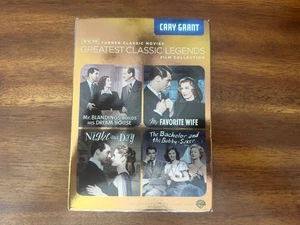 CARY GRANT
TCM TURNER CLASSIC MOVIES
GREATEST CLASSIC LEGENDS
FILM COLLECTION
MR. BLANDINGS BUILDS
HIS DREAM HOUSE
MY FAVORITE WIFE
Night and Day
The Bachelor and
the Bobby-Soxer